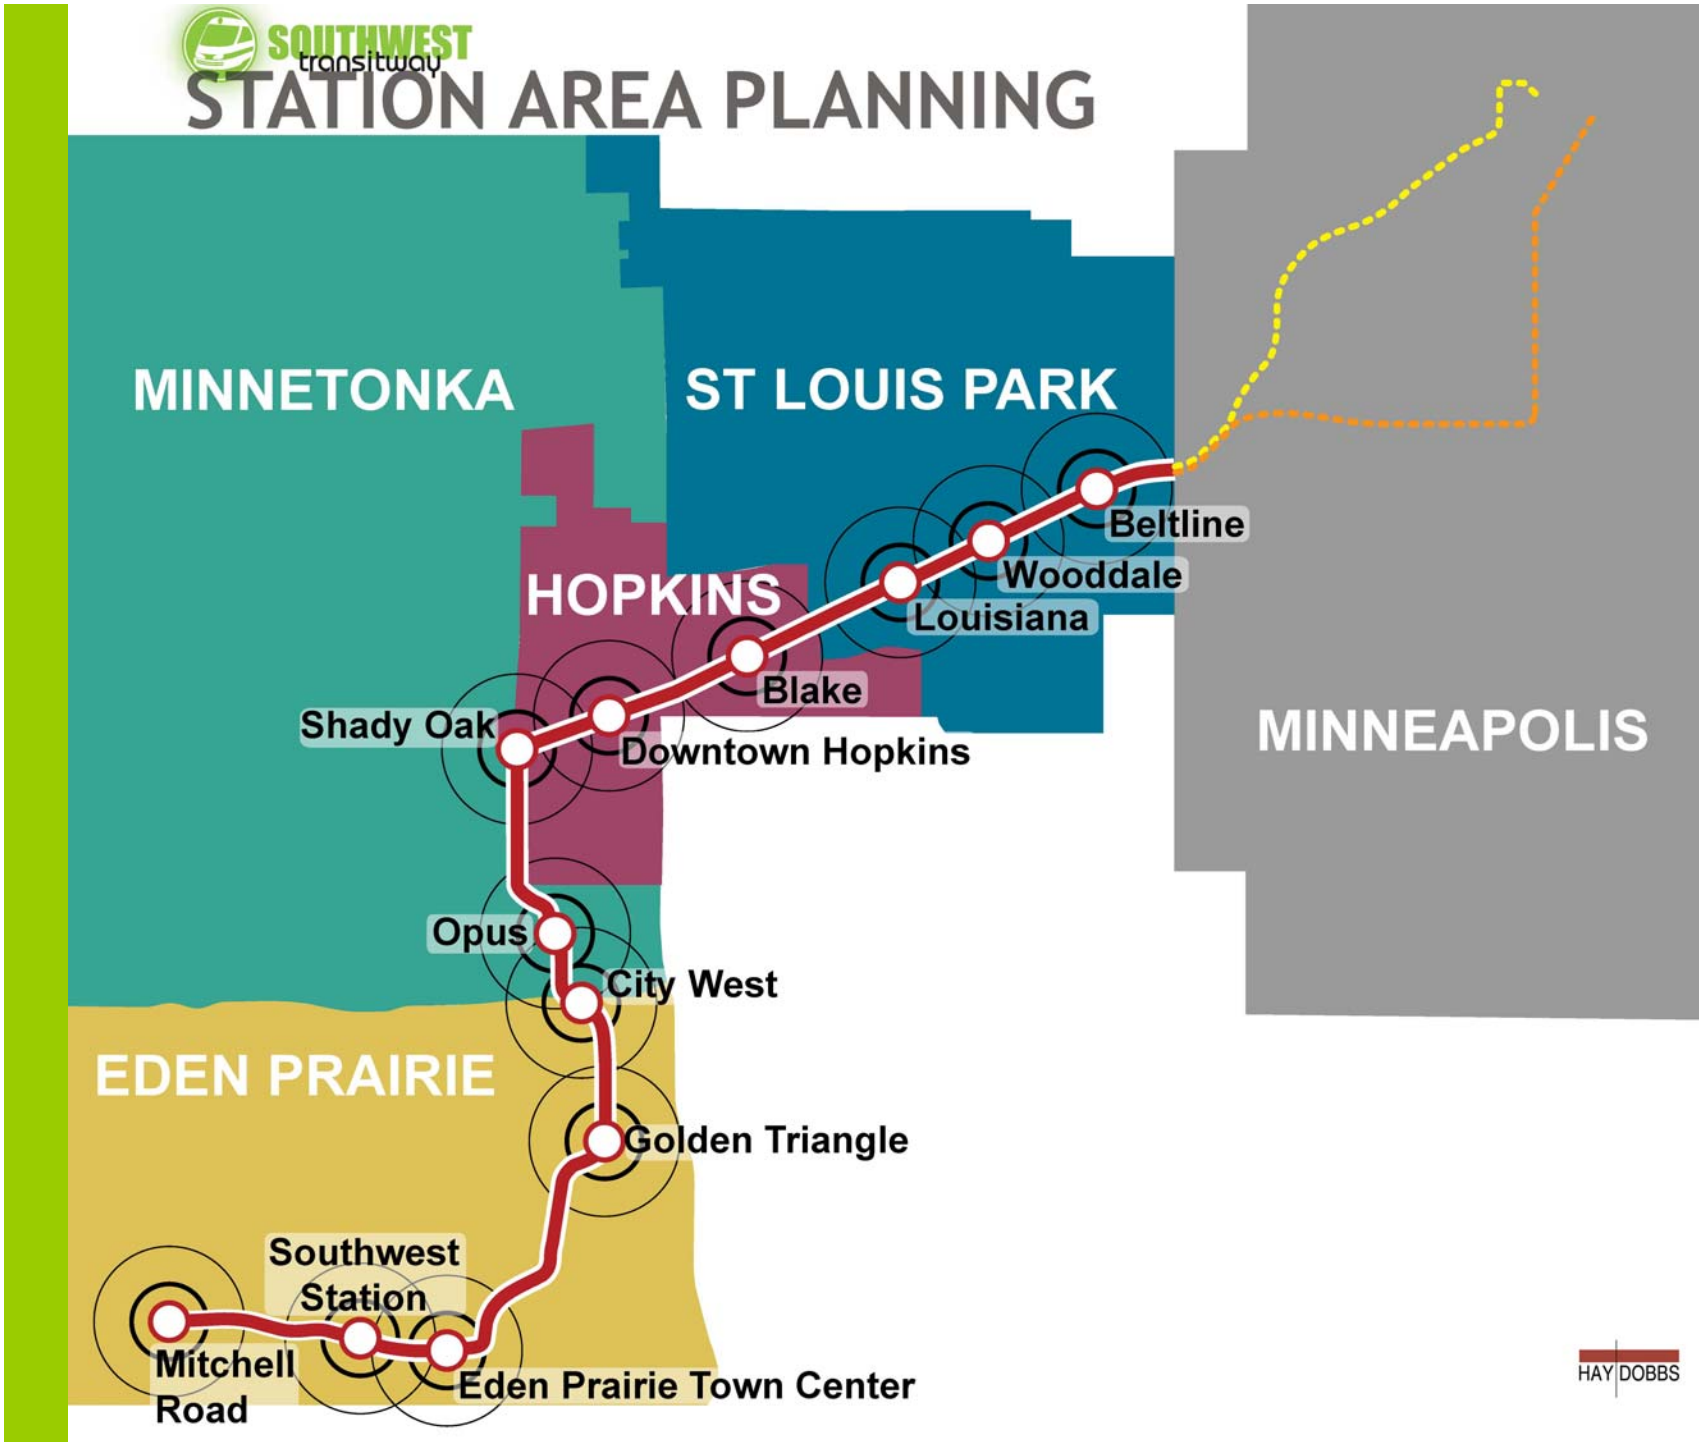 SOUTHWEST
transitway
STATION AREA PLANNING
MINNETONKA
ST LOUIS PARK
Beltline
Wooddale
HOPKINS
Louisiana
Blake
Shady Oak
Downtown Hopkins
MINNEAPOLIS
Opus
City West
EDEN PRAIRIE
Golden Triangle
Southwest
Station
Mitchell
Road
Eden Prairie Town Center
HAY DOBBS